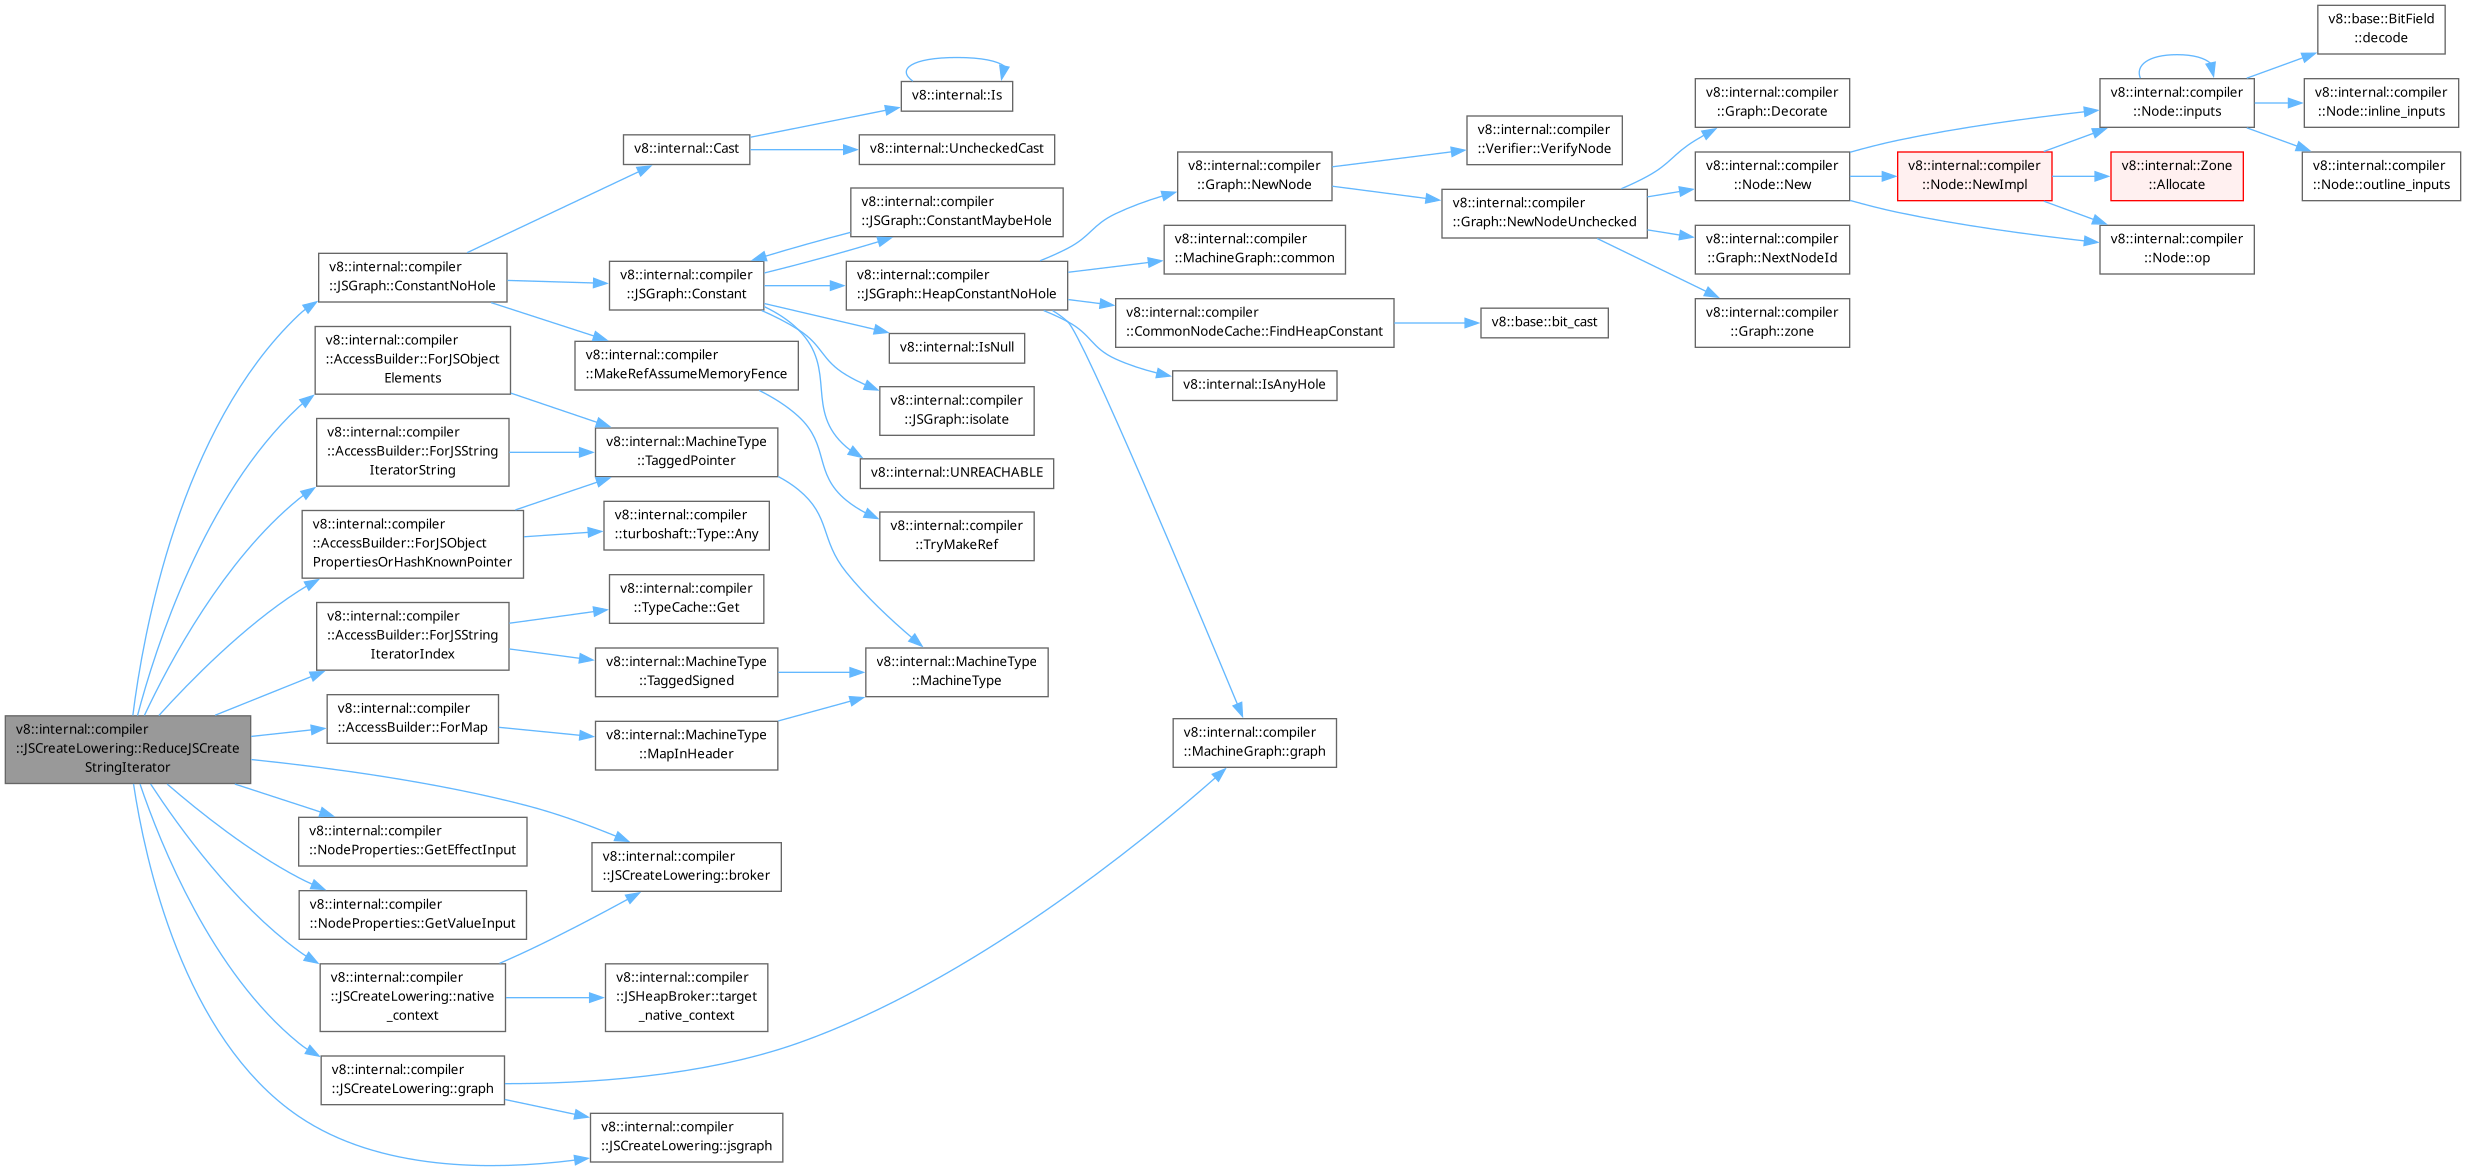 v8::internal::compiler
::JSCreateLowering::ReduceJSCreate
StringIterator
v8::internal::compiler
::JSGraph::ConstantNoHole
v8::internal::compiler
::AccessBuilder::ForJSObject
Elements
v8::internal::compiler
::AccessBuilder::ForJSString
IteratorString
v8::internal::compiler
::AccessBuilder::ForJSObject
PropertiesOrHashKnownPointer
v8::internal::compiler
::AccessBuilder::ForJSString
IteratorIndex
v8::internal::compiler
::AccessBuilder::ForMap
v8::internal::compiler
::NodeProperties::GetEffectInput
v8::internal::compiler
::NodeProperties::GetValueInput
v8::internal::compiler
::JSCreateLowering::native
_context
v8::internal::compiler
::JSCreateLowering::graph
v8::internal::Cast
v8::internal::compiler
::JSGraph::Constant
v8::internal::compiler
::MakeRefAssumeMemoryFence
v8::internal::MachineType
::TaggedPointer
v8::internal::compiler
::turboshaft::Type::Any
v8::internal::compiler
::TypeCache::Get
v8::internal::MachineType
::TaggedSigned
v8::internal::MachineType
::MapInHeader
v8::internal::compiler
::JSCreateLowering::broker
v8::internal::compiler
::JSHeapBroker::target
_native_context
v8::internal::compiler
::JSCreateLowering::jsgraph
v8::internal::Is
v8::internal::UncheckedCast
v8::internal::compiler
::JSGraph::ConstantMaybeHole
v8::internal::compiler
::JSGraph::HeapConstantNoHole
v8::internal::IsNull
v8::internal::compiler
::JSGraph::isolate
v8::internal::UNREACHABLE
v8::internal::compiler
::TryMakeRef
v8::internal::MachineType
::MachineType
v8::internal::compiler
::Graph::NewNode
v8::internal::compiler
::MachineGraph::common
v8::internal::compiler
::CommonNodeCache::FindHeapConstant
v8::internal::IsAnyHole
v8::internal::compiler
::MachineGraph::graph
v8::internal::compiler
::Verifier::VerifyNode
v8::internal::compiler
::Graph::NewNodeUnchecked
v8::base::bit_cast
v8::internal::compiler
::Graph::Decorate
v8::internal::compiler
::Node::New
v8::internal::compiler
::Graph::NextNodeId
v8::internal::compiler
::Graph::zone
v8::internal::compiler
::Node::NewImpl
v8::internal::compiler
::Node::inputs
v8::internal::Zone
::Allocate
v8::internal::compiler
::Node::op
v8::base::BitField
::decode
v8::internal::compiler
::Node::inline_inputs
v8::internal::compiler
::Node::outline_inputs